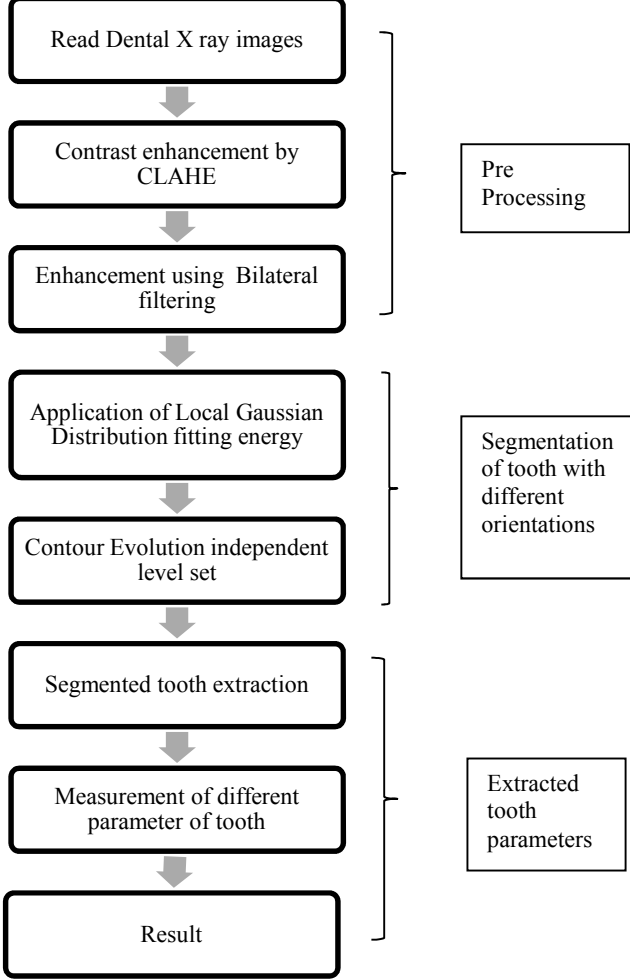 Read Dental X ray images
Contrast enhancement by
CLAHE
Enhancement using Bilateral
filtering
Pre
Processing
Application of Local Gaussian
Distribution fitting energy
Contour Evolution independent
level set
Segmentation
of tooth with
different
orientations
Segmented tooth extraction
Measurement of different
parameter of tooth
Result
Extracted
tooth
parameters